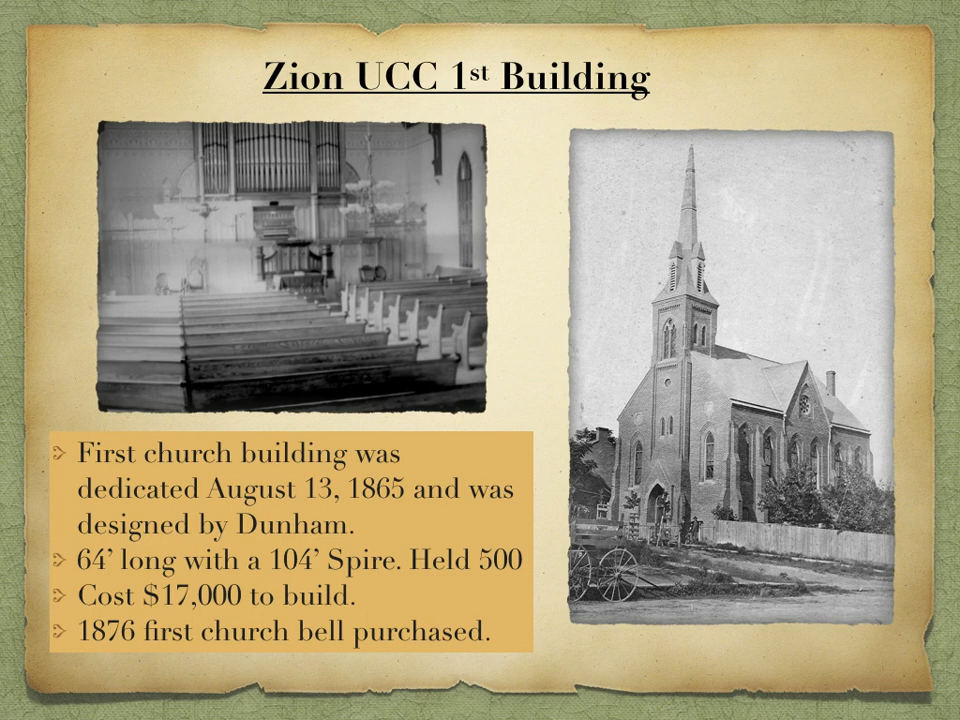 Zion UCC 1st Building
First church building was
dedicated August 13, 1865 and was
designed by Dunham.
64’ long with a 104’ Spire. Held 500
Cost $17,000 to build.
1876 first church bell purchased.